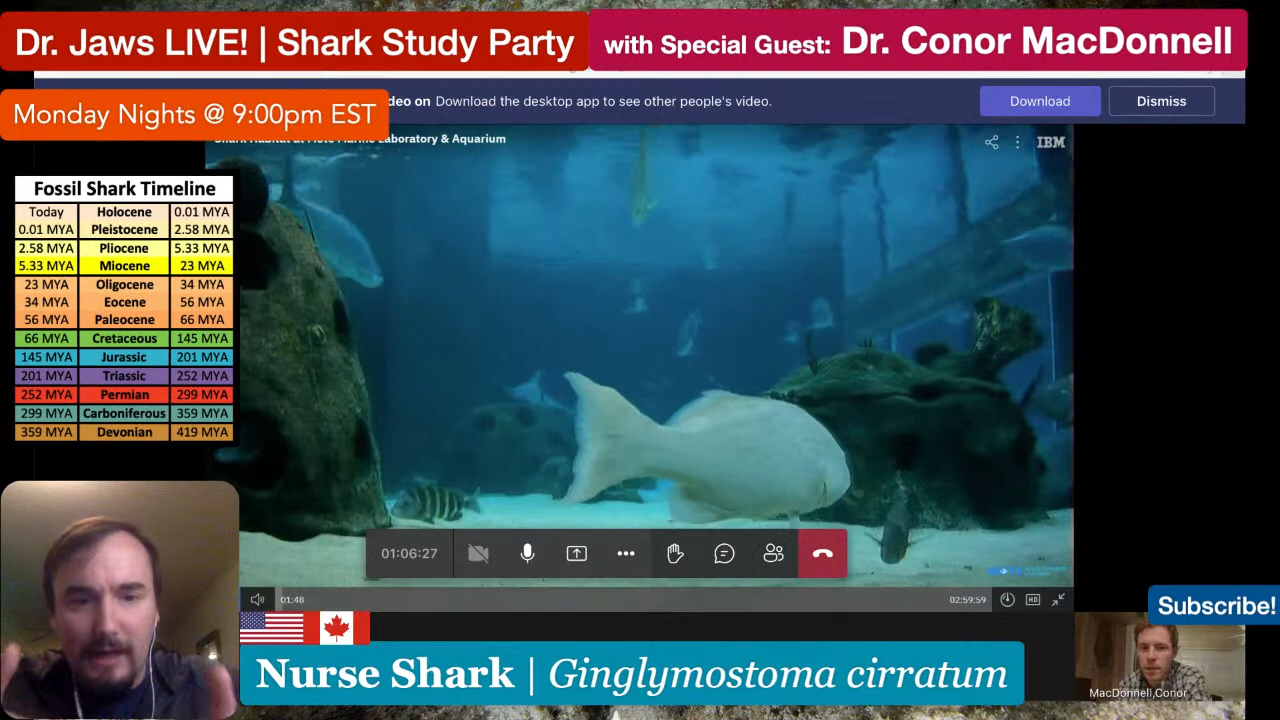 Dr. Jaws LIVE! | Shark Study Party
with Special Guest: Dr. Conor MacDonnell
Monday Nights @ 9:00pm EST
deo on Download the desktop app to see other people's video.
Download
Dismiss
Laboratory & Aquarium
IBM
Fossil Shark Timeline
Today Holocene 0.01 MYA
0.01 MYA Pleistocene 2.58 MYA
2.58 MYA Pliocene 5.33 MYA
5.33 MYA Miocene 23 MYA
23 MYA Oligocene 34 MYA
34 MYA Eocene 56 MYA
56 MYA Paleocene 66 MYA
66 MYA Cretaceous 145 MYA
145 MYA Jurassic 201 MYA
201 MYA Triassic 252 MYA
252 MYA Permian 299 MYA
299 MYA Carboniferous 359 MYA
359 MYA Devonian 419 MYA
01:06:27
01:48
02:59:59
HD
Subscribe!
Nurse Shark | Ginglymostoma cirratum
MacDonnell,Conor